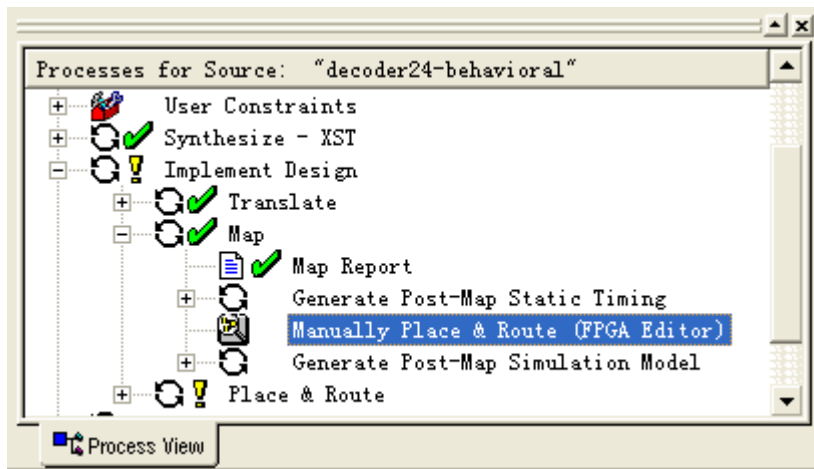 Processes for Source: "decoder24-behavioral"
User Constraints
Synthesize - XST
Implement Design
Translate
Map
Map Report
Generate Post-Map Static Timing
Manually Place & Route (FPGA Editor)
Generate Post-Map Simulation Model
Place & Route
Process View